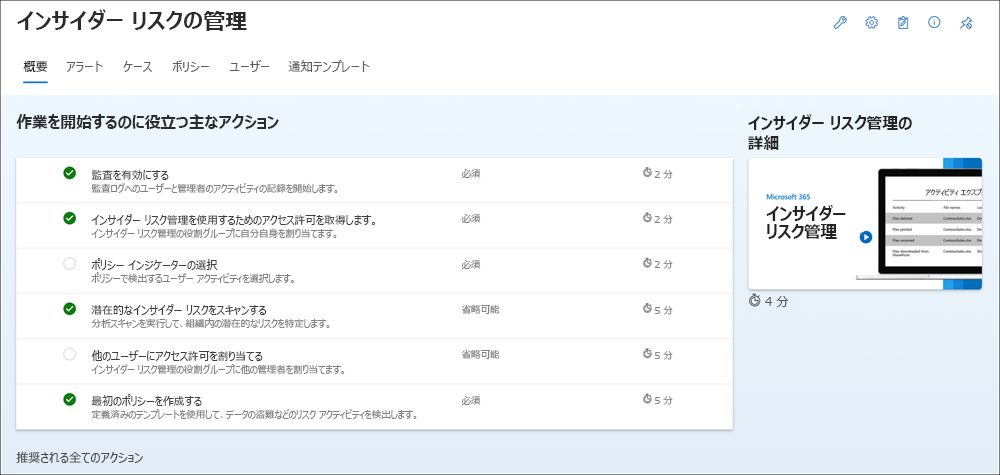 インサイダー リスクの管理
概要 アラート ケース ポリシー ユーザー 通知テンプレート
作業を開始するのに役立つ主なアクション
監査を有効にする 必須 2 分
監査ログへのユーザーと管理者のアクティビティの記録を開始します。
インサイダー リスク管理を使用するためのアクセス許可を取得します。 必須 2 分
インサイダー リスク管理の役割グループに自分自身を割り当てます。
ポリシー インジケーターの選択 必須 2 分
ポリシーで検出するユーザー アクティビティを選択します。
潜在的なインサイダー リスクをスキャンする 省略可能 5 分
分析スキャンを実行して、組織内の潜在的なリスクを特定します。
他のユーザーにアクセス許可を割り当てる 省略可能 5 分
インサイダー リスク管理の役割グループに他の管理者を割り当てます。
最初のポリシーを作成する 必須 5 分
定義済みのテンプレートを使用して、データの盗難などのリスク アクティビティを検出します。
推奨される全てのアクション
インサイダー リスク管理の
詳細
Microsoft 365
インサイダー
リスク管理
アクティビティ エクスプ
Activity File names Loc
Files deleted ContosoSales.xlsx
Files printed ContosoSales.xlsx
Files renamed ContosoSales.xlsx
Files downloaded from ContosoSales.xlsx
SharePoint
4 分